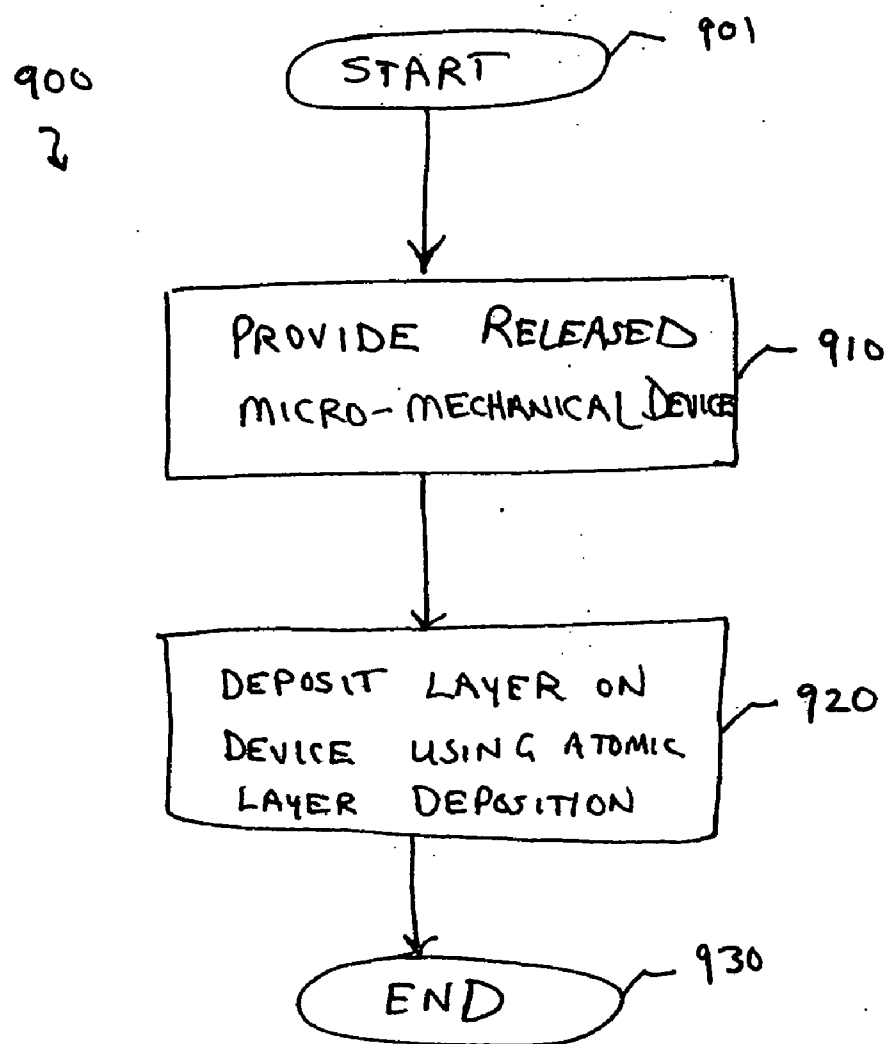 901
START
900
PROVIDE RELEASED
MICRO-MECHANICAL DEVICE
910
DEPOSIT LAYER ON
DEVICE USING ATOMIC
LAYER DEPOSITION
920
END
930